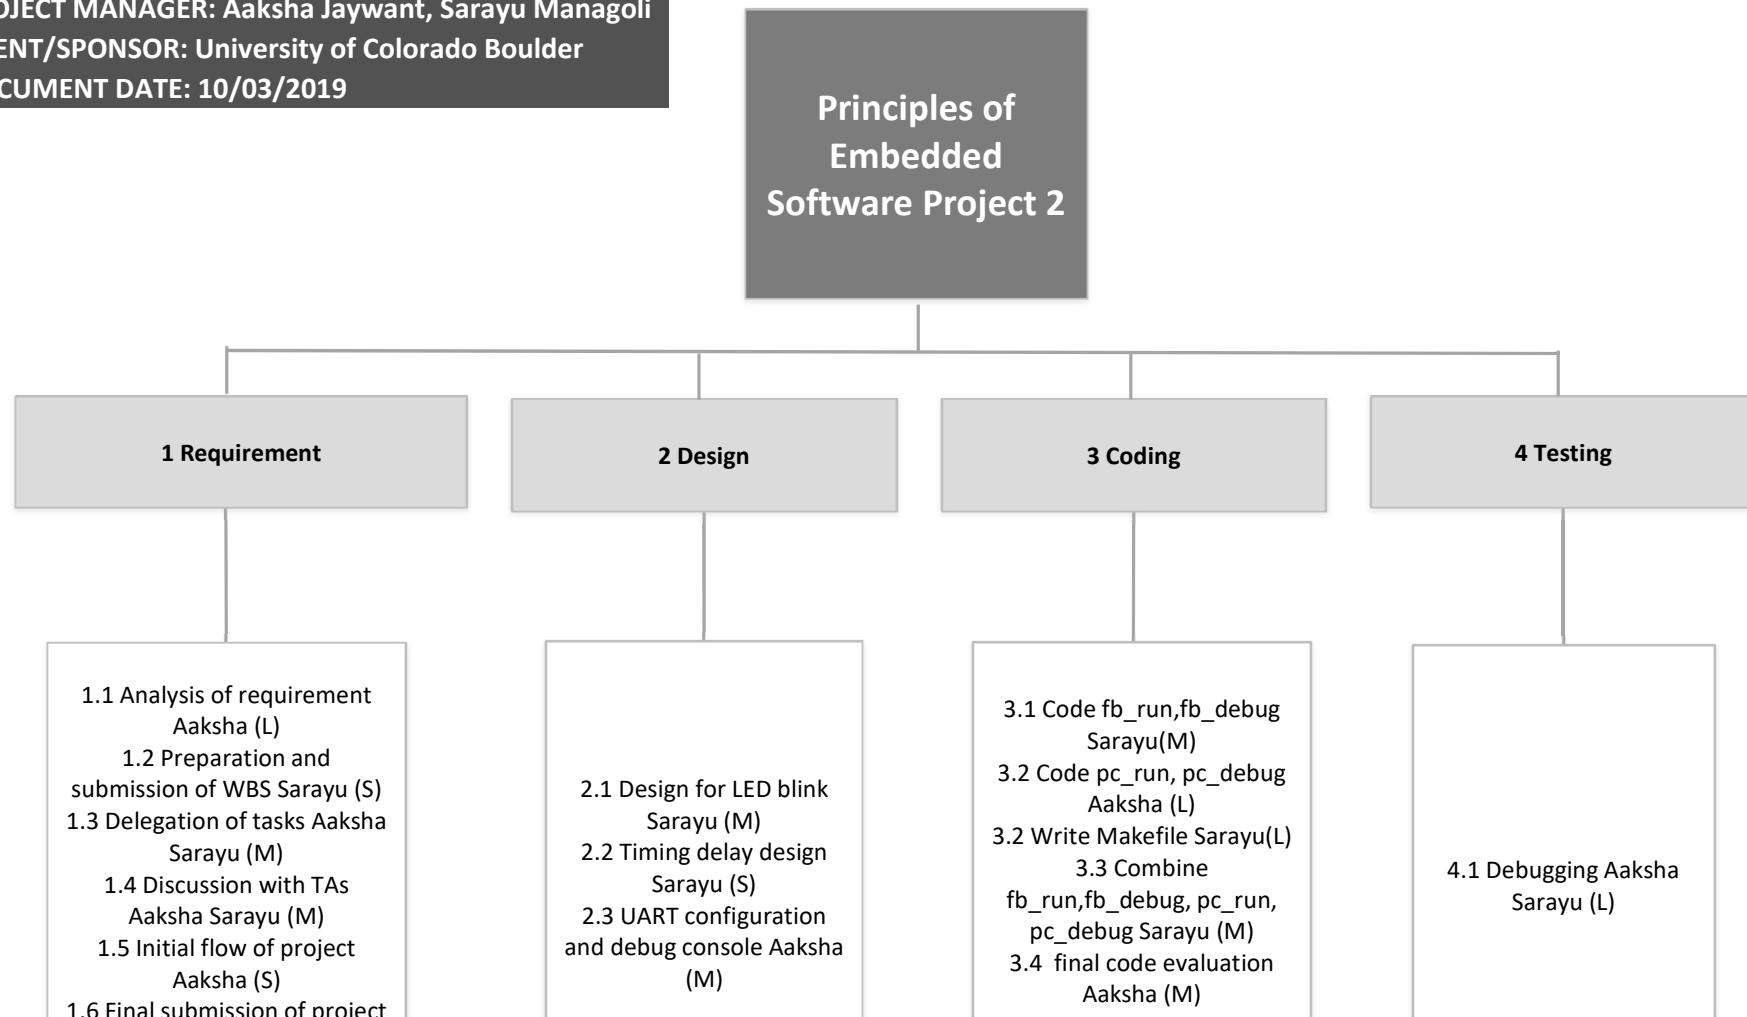 OJECT MANAGER: Aaksha Jaywant, Sarayu Managoli
ENT/SPONSOR: University of Colorado Boulder
CUMENT DATE: 10/03/2019
Principles of
Embedded
Software Project 2
1 Requirement
2 Design
3 Coding
4 Testing
1.1 Analysis of requirement
Aaksha (L)
1.2 Preparation and
submission of WBS Sarayu (S)
1.3 Delegation of tasks Aaksha
Sarayu (M)
1.4 Discussion with TAs
Aaksha Sarayu (M)
1.5 Initial flow of project
Aaksha (S)
1.6 Final submission of project
2.1 Design for LED blink
Sarayu (M)
2.2 Timing delay design
Sarayu (S)
2.3 UART configuration
and debug console Aaksha
(M)
3.1 Code fb_run,fb_debug
Sarayu(M)
3.2 Code pc_run, pc_debug
Aaksha (L)
3.2 Write Makefile Sarayu(L)
3.3 Combine
fb_run,fb_debug, pc_run,
pc_debug Sarayu (M)
3.4  final code evaluation
Aaksha (M)
4.1 Debugging Aaksha
Sarayu (L)